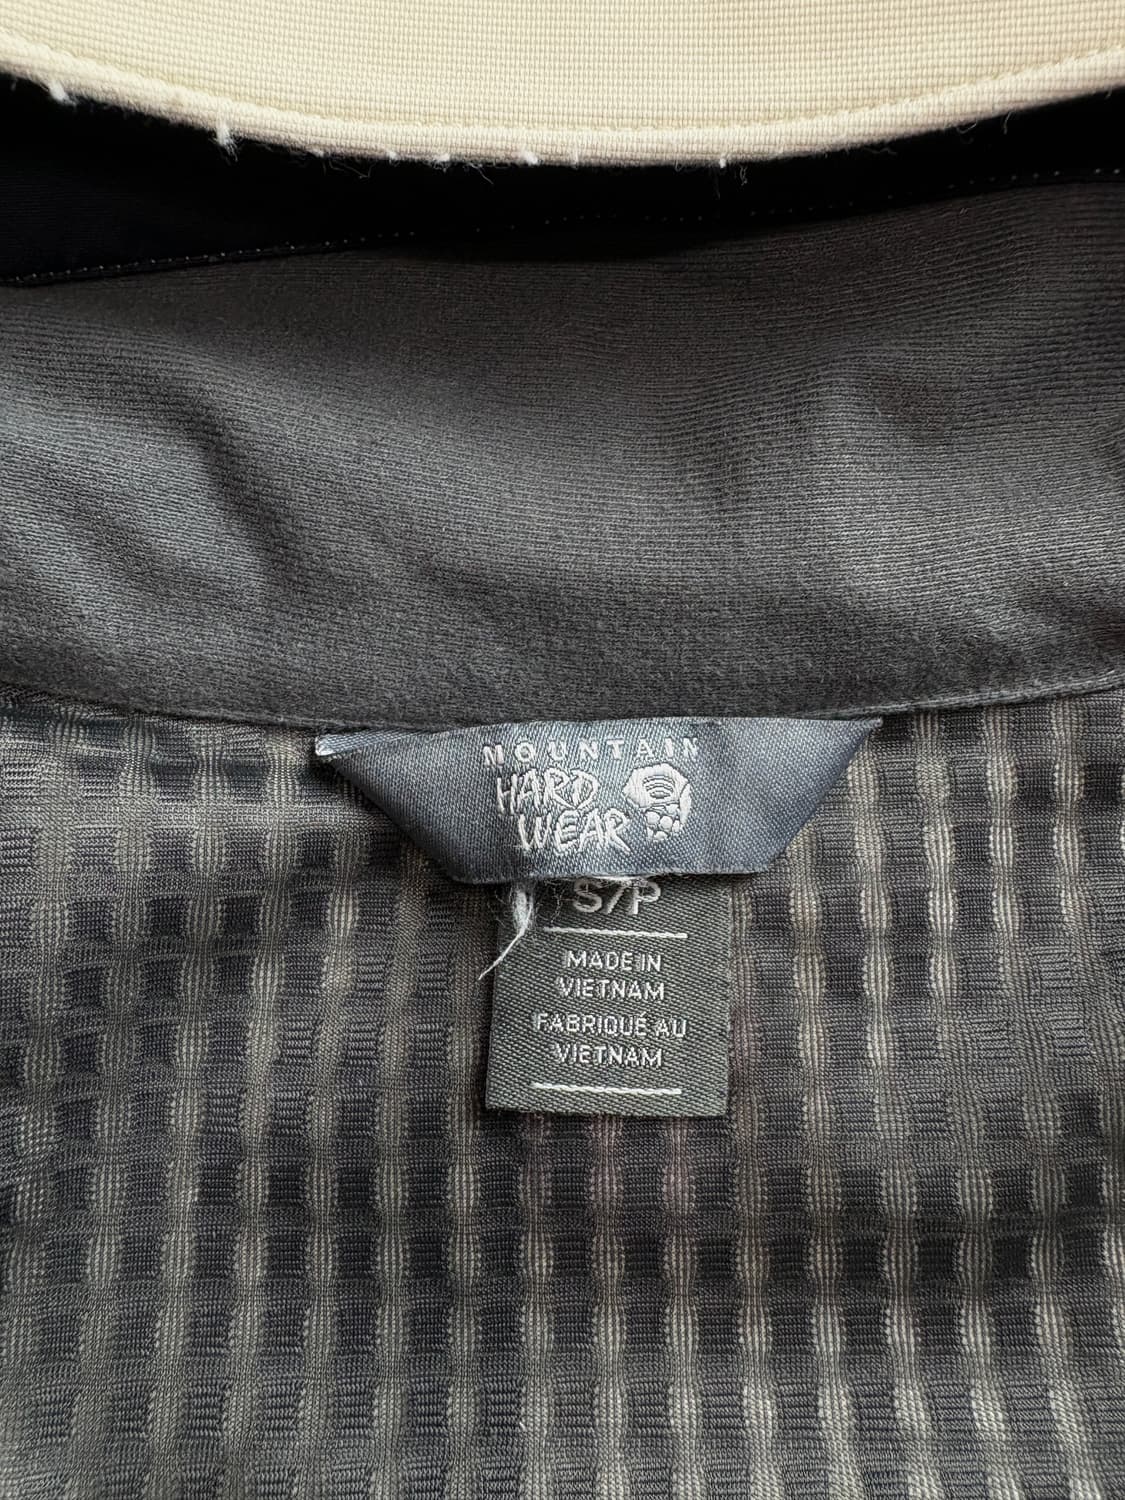 MOUNTAIN
HARD
WEAR
S/P
MADE IN
VIETNAM
FABRIQUÉ AU
VIETNAM